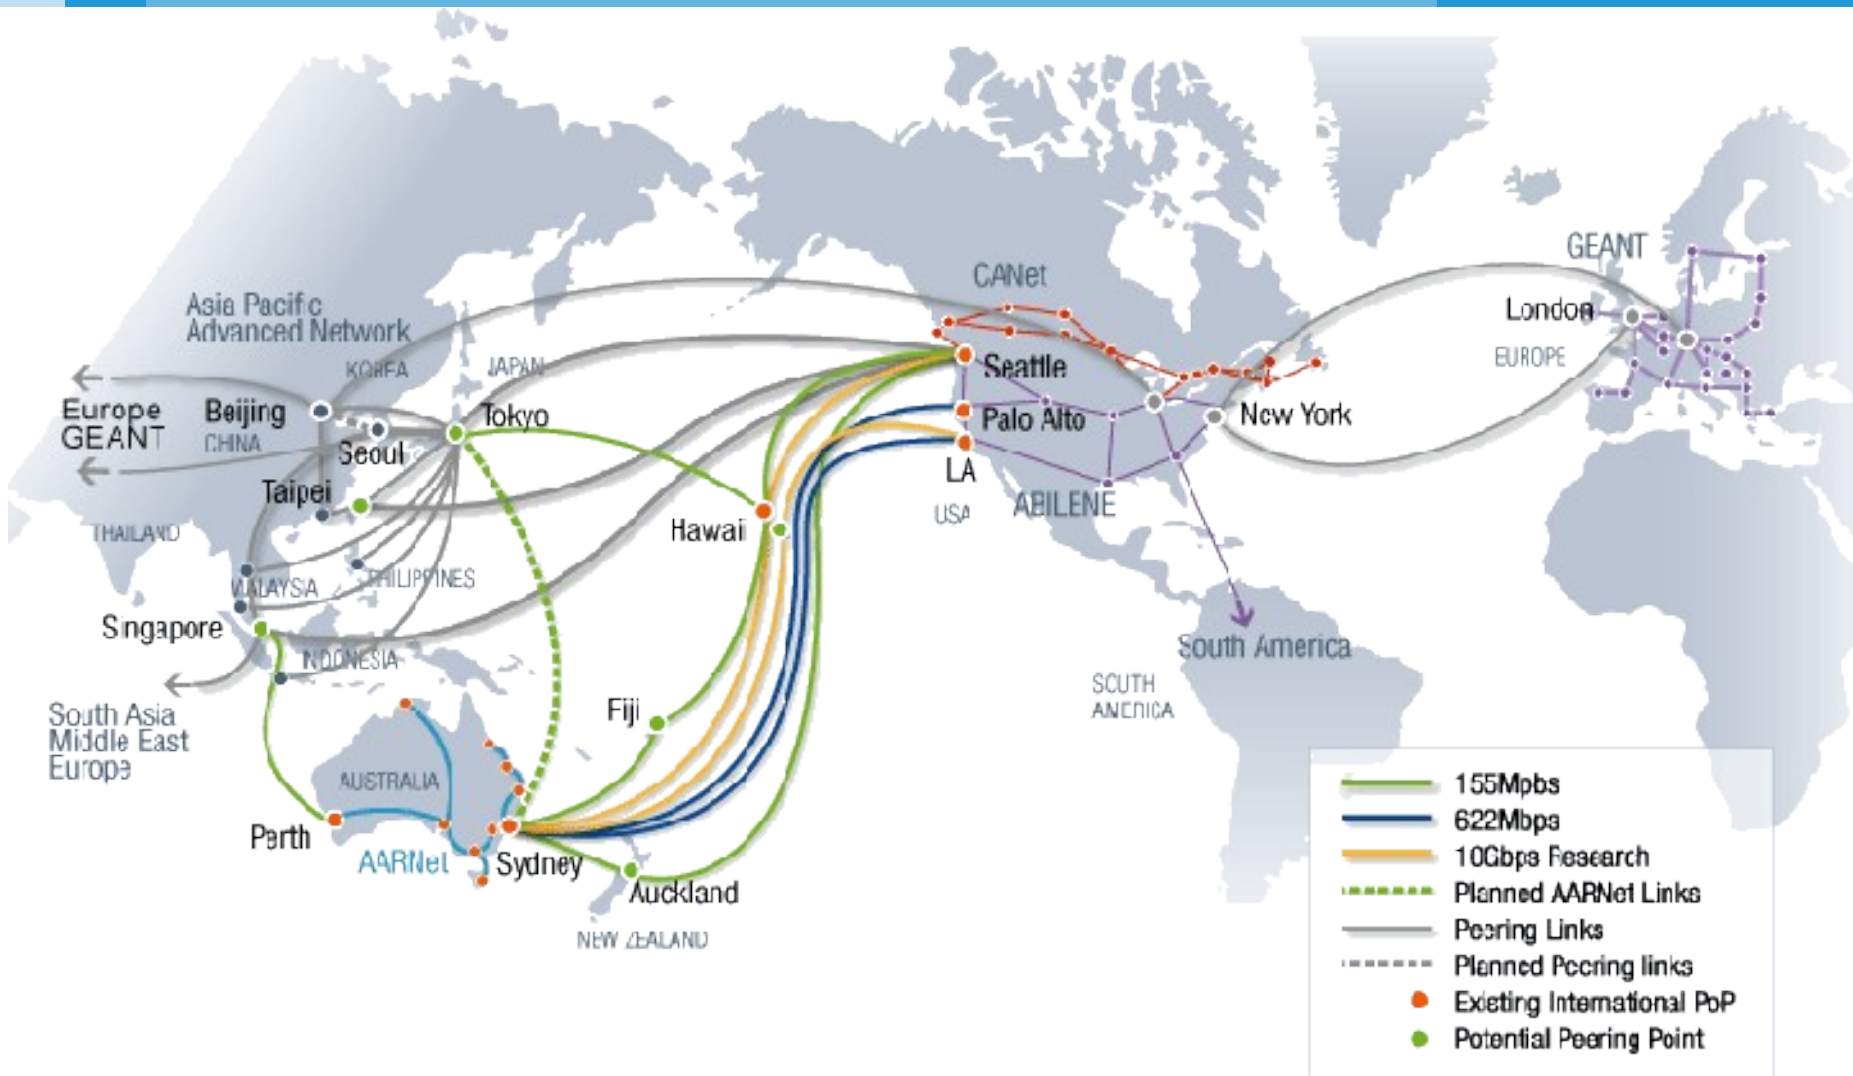 CANet
GEANT
Asia Pacific
Advanced Network
London
KOREA
JAPAN
EUROPE
Seattle
Europe
GEANT
Beijing
CHINA
Tokyo
Palo Alto
New York
Seoul
LA
Taipei
USA
ABILENE
Hawaii
THAILAND
MALAYSIA
PHILIPPINES
Singapore
South America
INDONESIA
SOUTH
AMERICA
Fiji
South Asia
Middle East
Europe
AUSTRALIA
Perth
AARNet
Sydney
Auckland
NEW ZEALAND
155Mpbs
622Mbps
10Gbps Research
Planned AARNet Links
Peering Links
Planned Peering links
Existing International PoP
Potential Peering Point